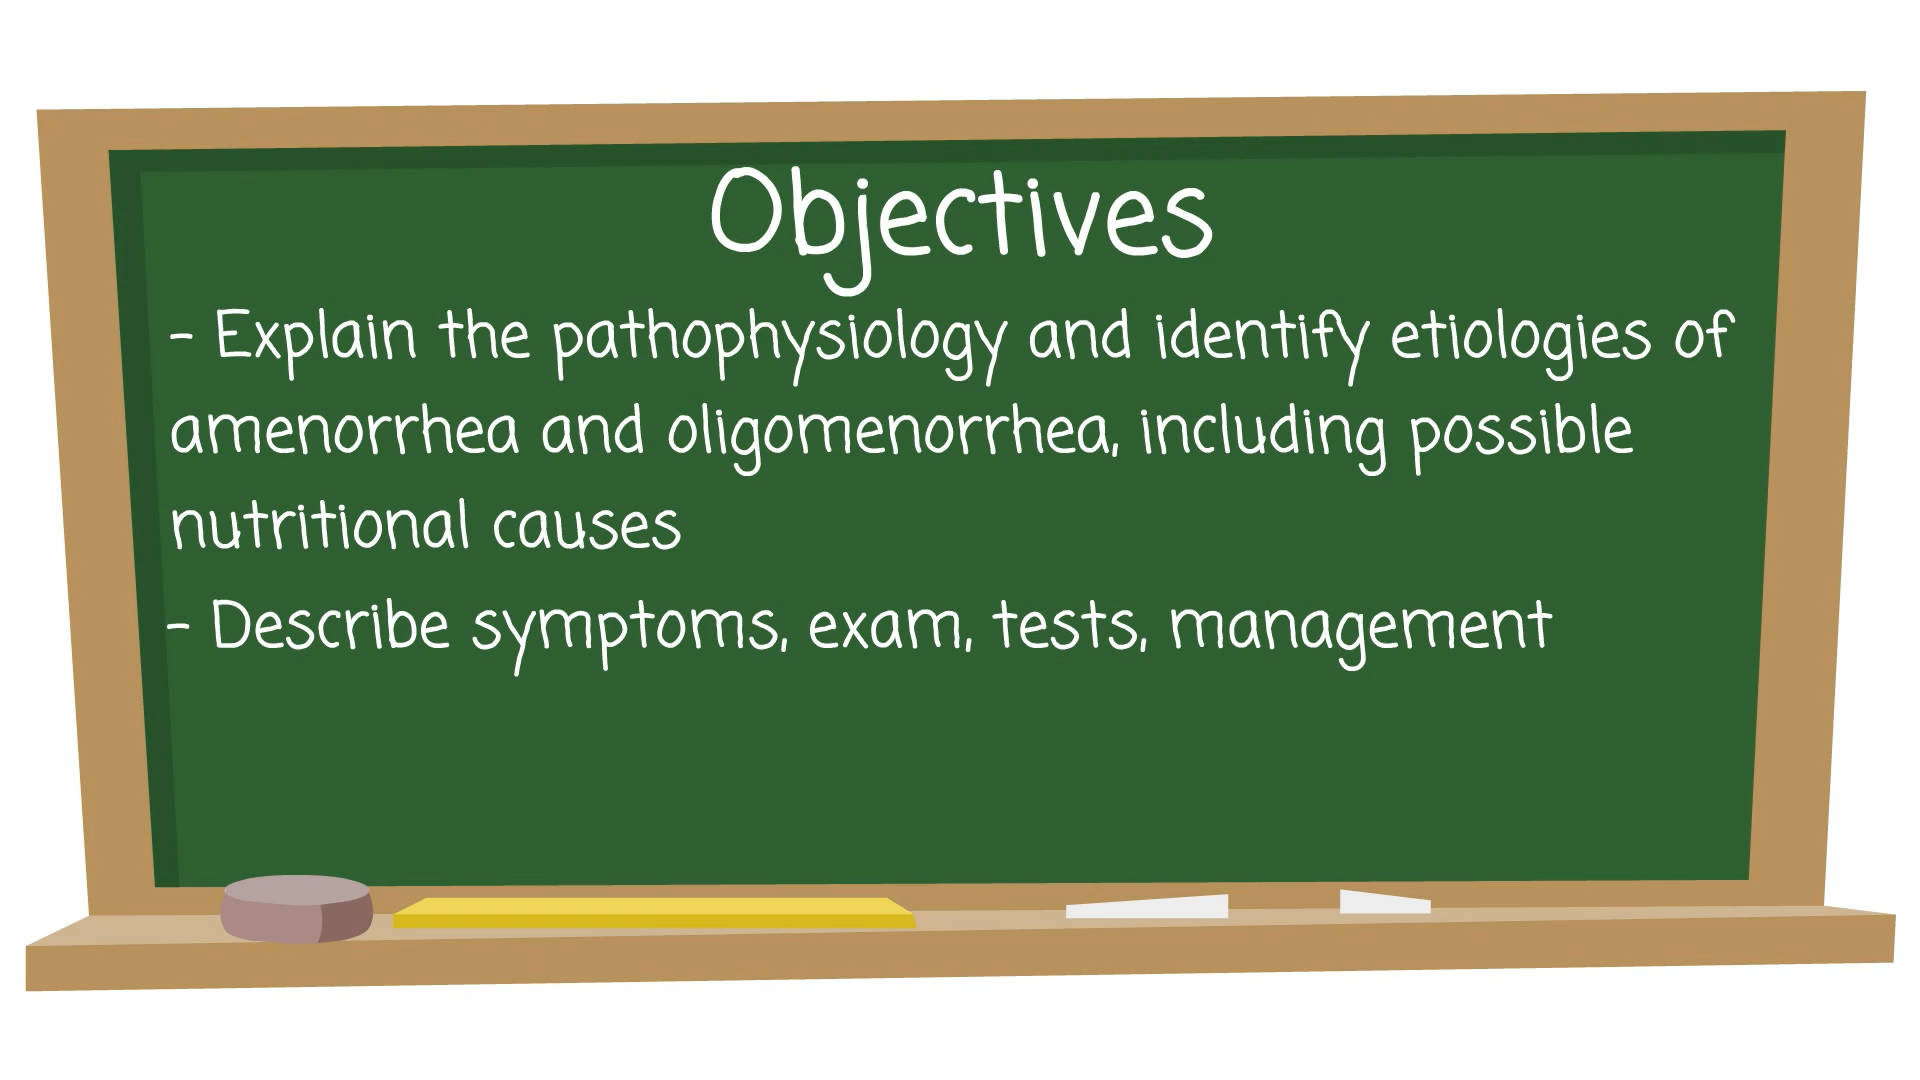 Objectives
- Explain the pathophysiology and identify etiologies of
amenorrhea and oligomenorrhea, including possible
nutritional causes
- Describe symptoms, exam, tests, management